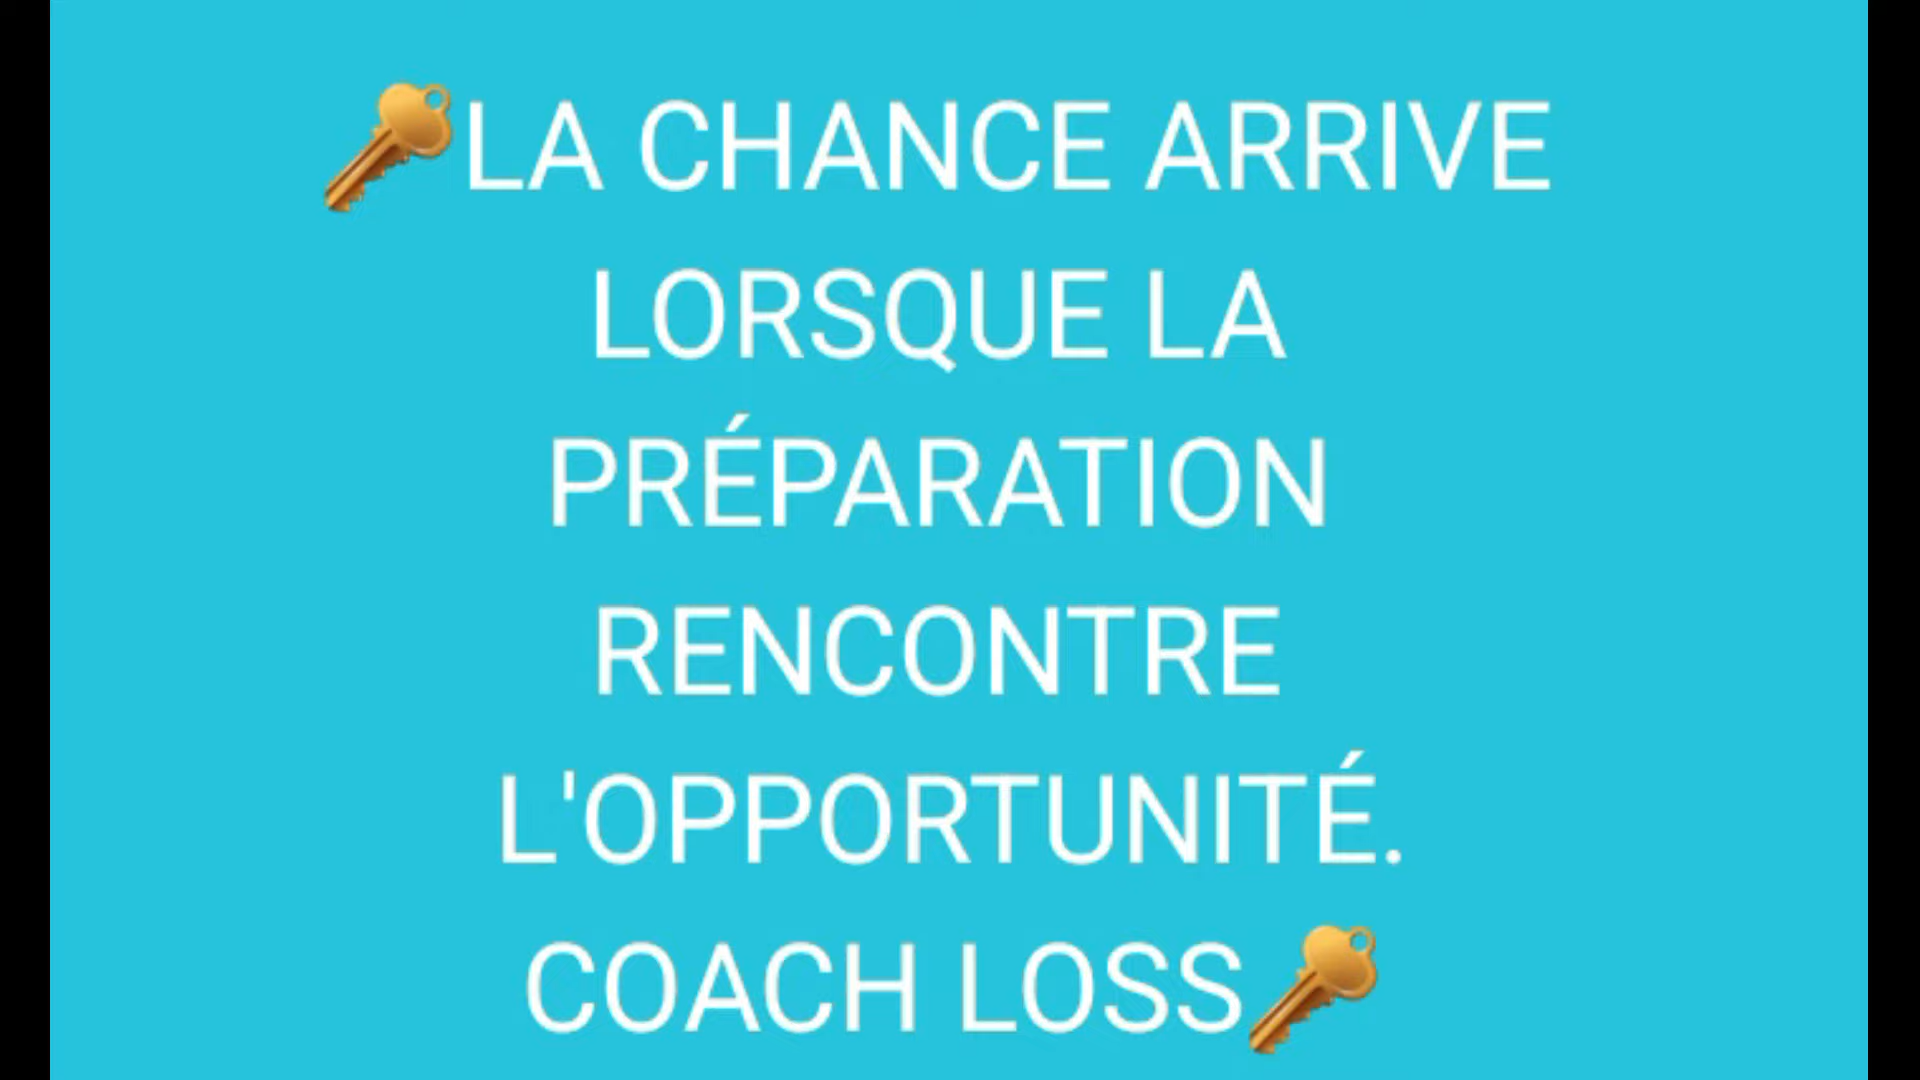 🔑LA CHANCE ARRIVE
LORSQUE LA
PRÉPARATION
RENCONTRE
L'OPPORTUNITÉ.
COACH LOSS🔑